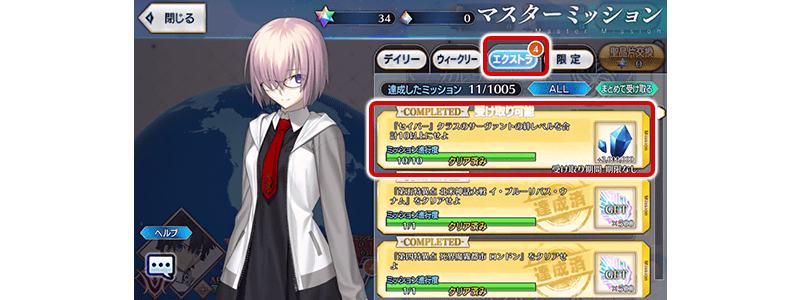 閉じる
34
0
マスターミッション
Master Mission
デイリー
ウィークリー
エクストラ
4
限定
聖晶片交換
0
達成したミッション 11/1005
ALL
まとめて受け取る
COMPLETED
受け取り可能
『セイバー』クラスのサーヴァントの絆レベルを合
計10以上にせよ
ミッション進行度
10/10
クリア済み
受け取り期間:期限なし
Mission
『第五特異点 北米神話大戦 イ・プルーリバス・ウ
ナム』をクリアせよ
ミッション進行度
1/1
クリア済み
達成済
GET
×300
Mission
COMPLETED
『第四特異点 死界魔霧都市 ロンドン』をクリアせ
よ
ミッション進行度
1/1
クリア済み
達成済
GET
×300
Mission
ヘルプ